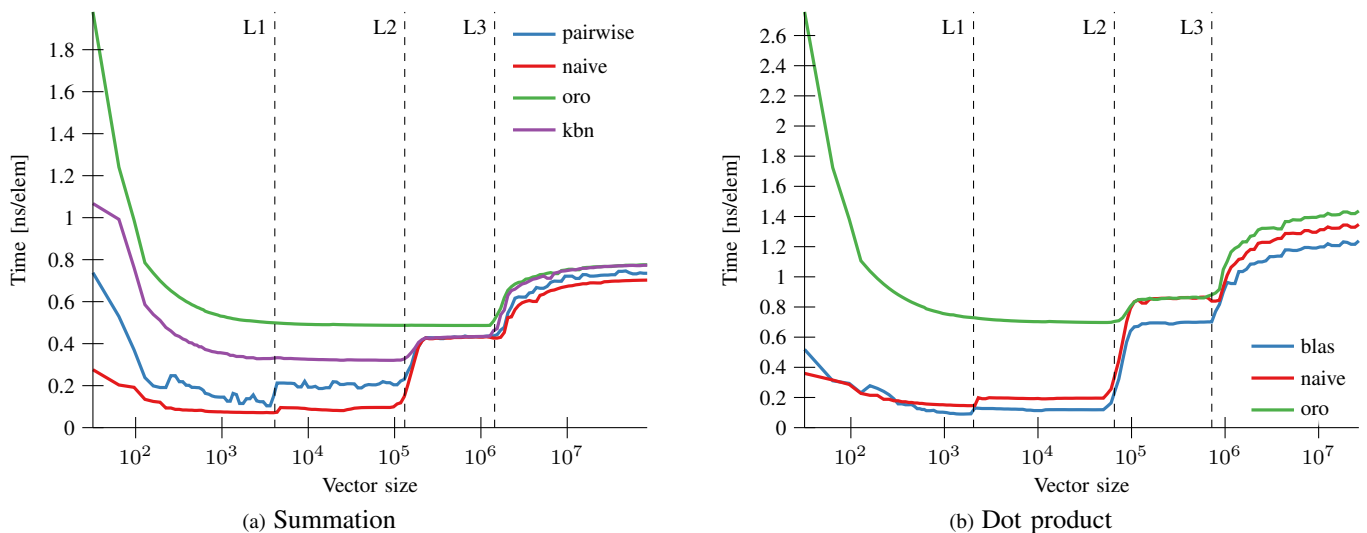 L1 L2 L3
pairwise
naive
oro
kbn
Time [ns/elem]
1.8
1.6
1.4
1.2
1
0.8
0.6
0.4
0.2
0
10² 10³ 10⁴ 10⁵ 10⁶ 10⁷
Vector size
(a) Summation
L1 L2 L3
Time [ns/elem]
2.6
2.4
2.2
2
1.8
1.6
1.4
1.2
1
0.8
0.6
0.4
0.2
0
blas
naive
oro
10² 10³ 10⁴ 10⁵ 10⁶ 10⁷
Vector size
(b) Dot product